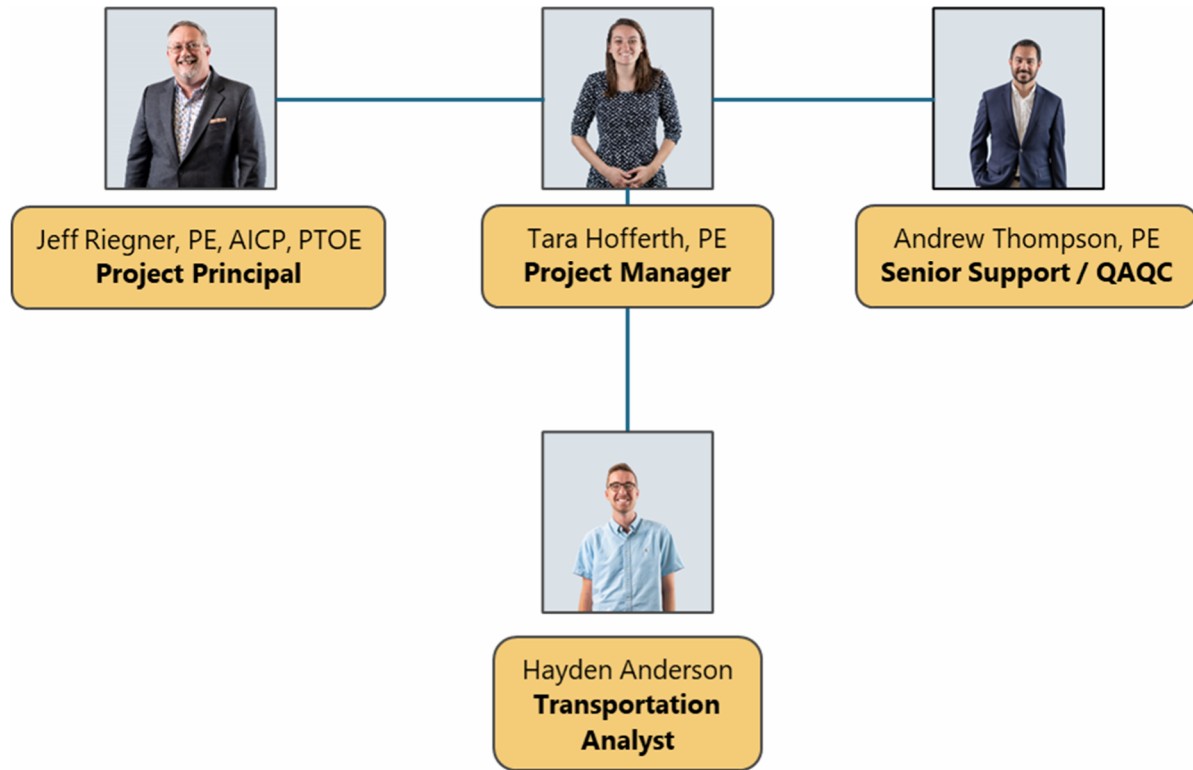 Jeff Riegner, PE, AICP, PTOE
Project Principal
Tara Hofferth, PE
Project Manager
Andrew Thompson, PE
Senior Support / QAQC
Hayden Anderson
Transportation
Analyst